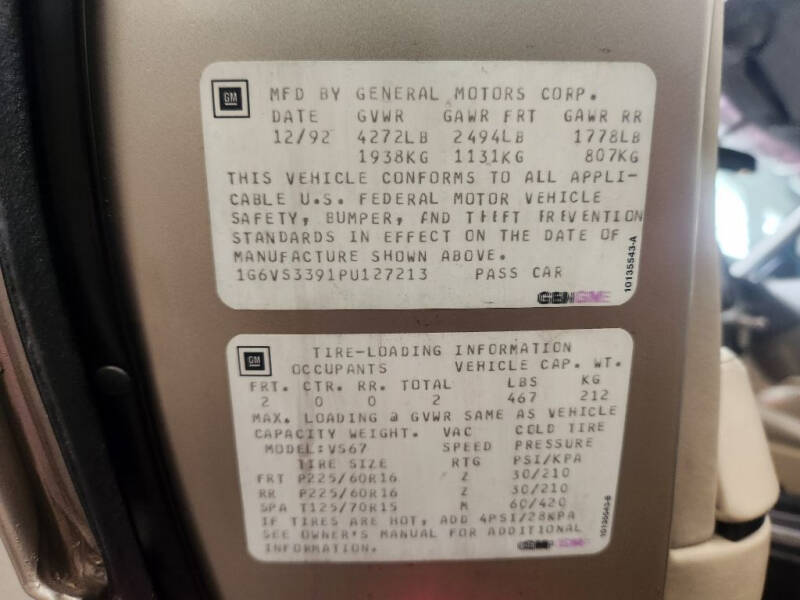 GM
MFD BY GENERAL MOTORS CORP.
DATE GVWR GAWR FRT GAWR RR
12/92 4272LB 2494LB 1778LB
1938KG 1131KG 807KG
THIS VEHICLE CONFORMS TO ALL APPLI-
CABLE U.S. FEDERAL MOTOR VEHICLE
SAFETY, BUMPER, AND THEFT PREVENTION
STANDARDS IN EFFECT ON THE DATE OF
MANUFACTURE SHOWN ABOVE.
1G6VS3391PU127213 PASS CAR
10135543-A
GM
TIRE-LOADING INFORMATION
OCCUPANTS VEHICLE CAP. WT.
FRT. CTR. RR. TOTAL LBS KG
2 0 0 2 467 212
MAX. LOADING @ GVWR SAME AS VEHICLE
CAPACITY WEIGHT. VAC COLD TIRE
MODEL:VS67 SPEED PRESSURE
TIRE SIZE RTG PSI/KPA
FRT P225/60R16 Z 30/210
RR P225/60R16 Z 30/210
SPA T125/70R15 M 60/420
IF TIRES ARE HOT, ADD 4PSI/28KPA
SEE OWNER'S MANUAL FOR ADDITIONAL
INFORMATION.
10135543-B